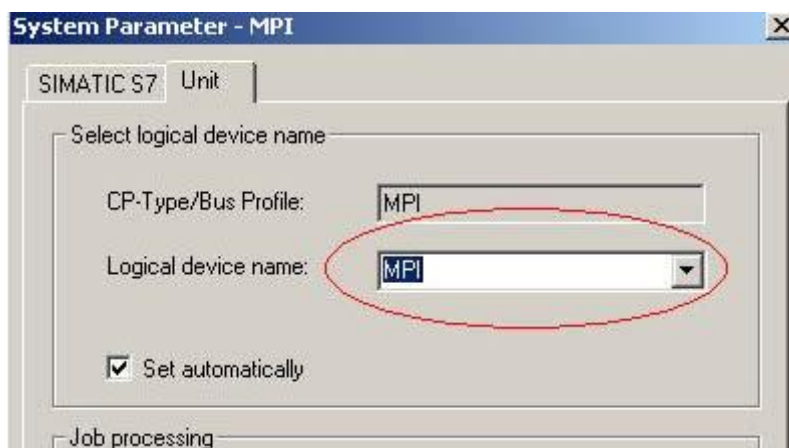 System Parameter - MPI
SIMATIC S7 Unit
Select logical device name
CP-Type/Bus Profile: MPI
Logical device name: MPI
Set automatically
Job processing